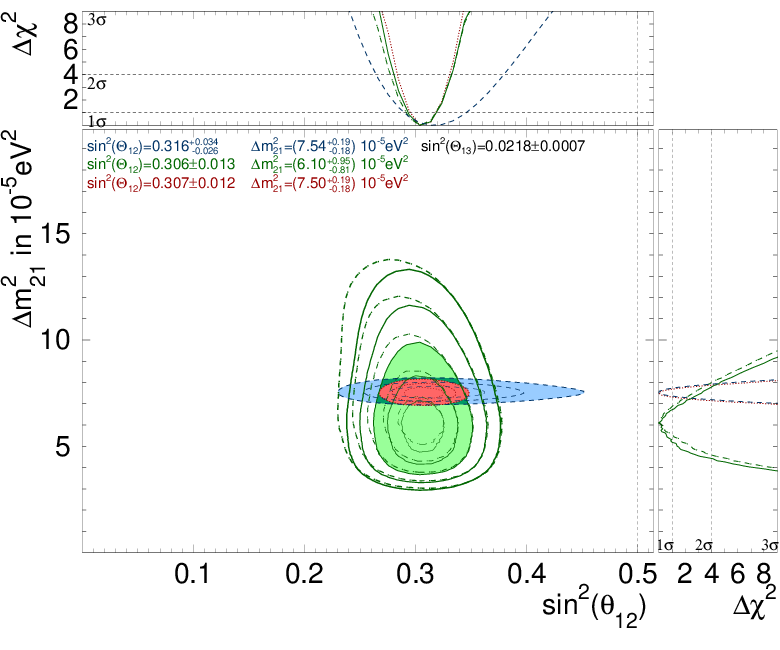 Δχ²
8
6
4
2
3σ
2σ
1σ
sin²(Θ₁₂)=0.316+0.034 -0.026 Δm²₂₁=(7.54+0.19 -0.18) 10⁻⁵eV² sin²(Θ₁₃)=0.0218±0.0007
sin²(Θ₁₂)=0.306±0.013 Δm²₂₁=(6.10+0.95 -0.81) 10⁻⁵eV²
sin²(Θ₁₂)=0.307±0.012 Δm²₂₁=(7.50+0.19 -0.18) 10⁻⁵eV²
Δm²₂₁ in 10⁻⁵eV²
15
10
5
1σ 2σ 3σ
0.1 0.2 0.3 0.4 0.5 2 4 6 8
sin²(θ₁₂) Δχ²